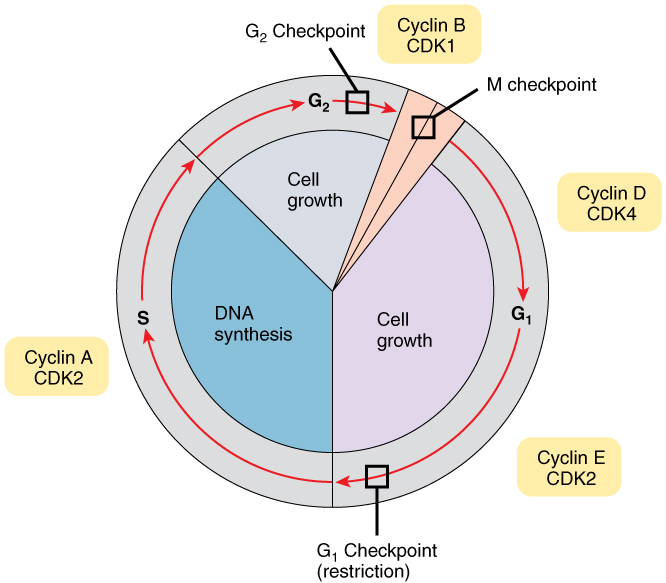 G₂ Checkpoint
Cyclin B
CDK1
M checkpoint
G₂
Cell
growth
Cyclin D
CDK4
S
DNA
synthesis
Cell
growth
G₁
Cyclin A
CDK2
Cyclin E
CDK2
G₁ Checkpoint
(restriction)